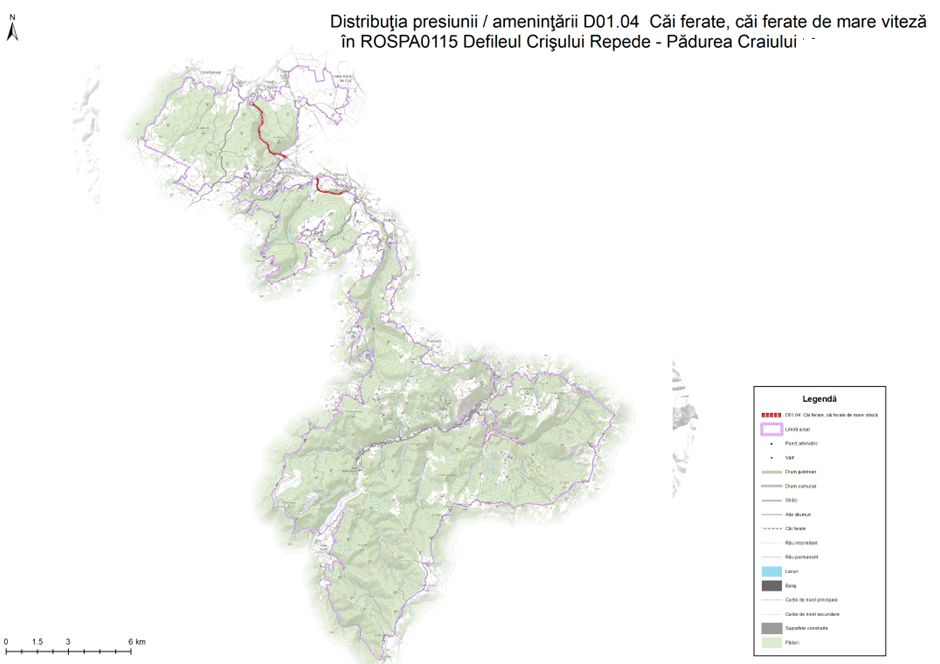 Distribuţia presiunii / ameninţării D01.04 Căi ferate, căi ferate de mare viteză
în ROSPA0115 Defileul Crişului Repede - Pădurea Craiului
N
Legendă
D01.04 Căi ferate, căi ferate de mare viteză
Limită areal
Punct altimetric
Vârf
Drum judetean
Drum comunal
Străzi
Alte drumuri
Căi ferate
Râu intermitent
Râu permanent
Lacuri
Baraj
Curbe de nivel principale
Curbe de nivel secundare
Suprafete construite
Păduri
0 1.5 3 6 km